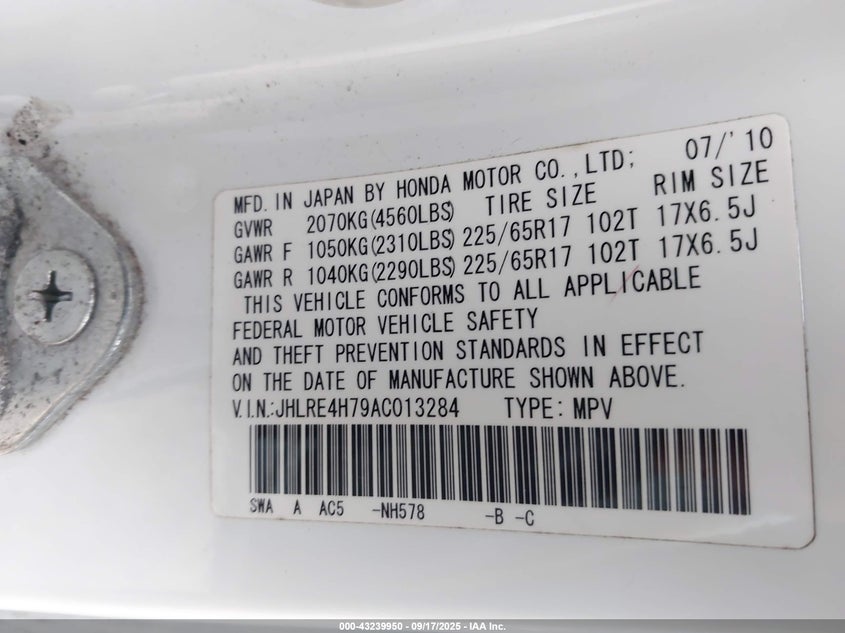 MFD. IN JAPAN BY HONDA MOTOR CO., LTD; 07/'10
GVWR 2070KG(4560LBS) TIRE SIZE RIM SIZE
GAWR F 1050KG(2310LBS) 225/65R17 102T 17X6.5J
GAWR R 1040KG(2290LBS) 225/65R17 102T 17X6.5J
THIS VEHICLE CONFORMS TO ALL APPLICABLE
FEDERAL MOTOR VEHICLE SAFETY
AND THEFT PREVENTION STANDARDS IN EFFECT
ON THE DATE OF MANUFACTURE SHOWN ABOVE.
V.I.N.:JHLRE4H79AC013284 TYPE: MPV
SWA A AC5 -NH578 -B -C
000-43239950 - 09/17/2025 - IAA Inc.